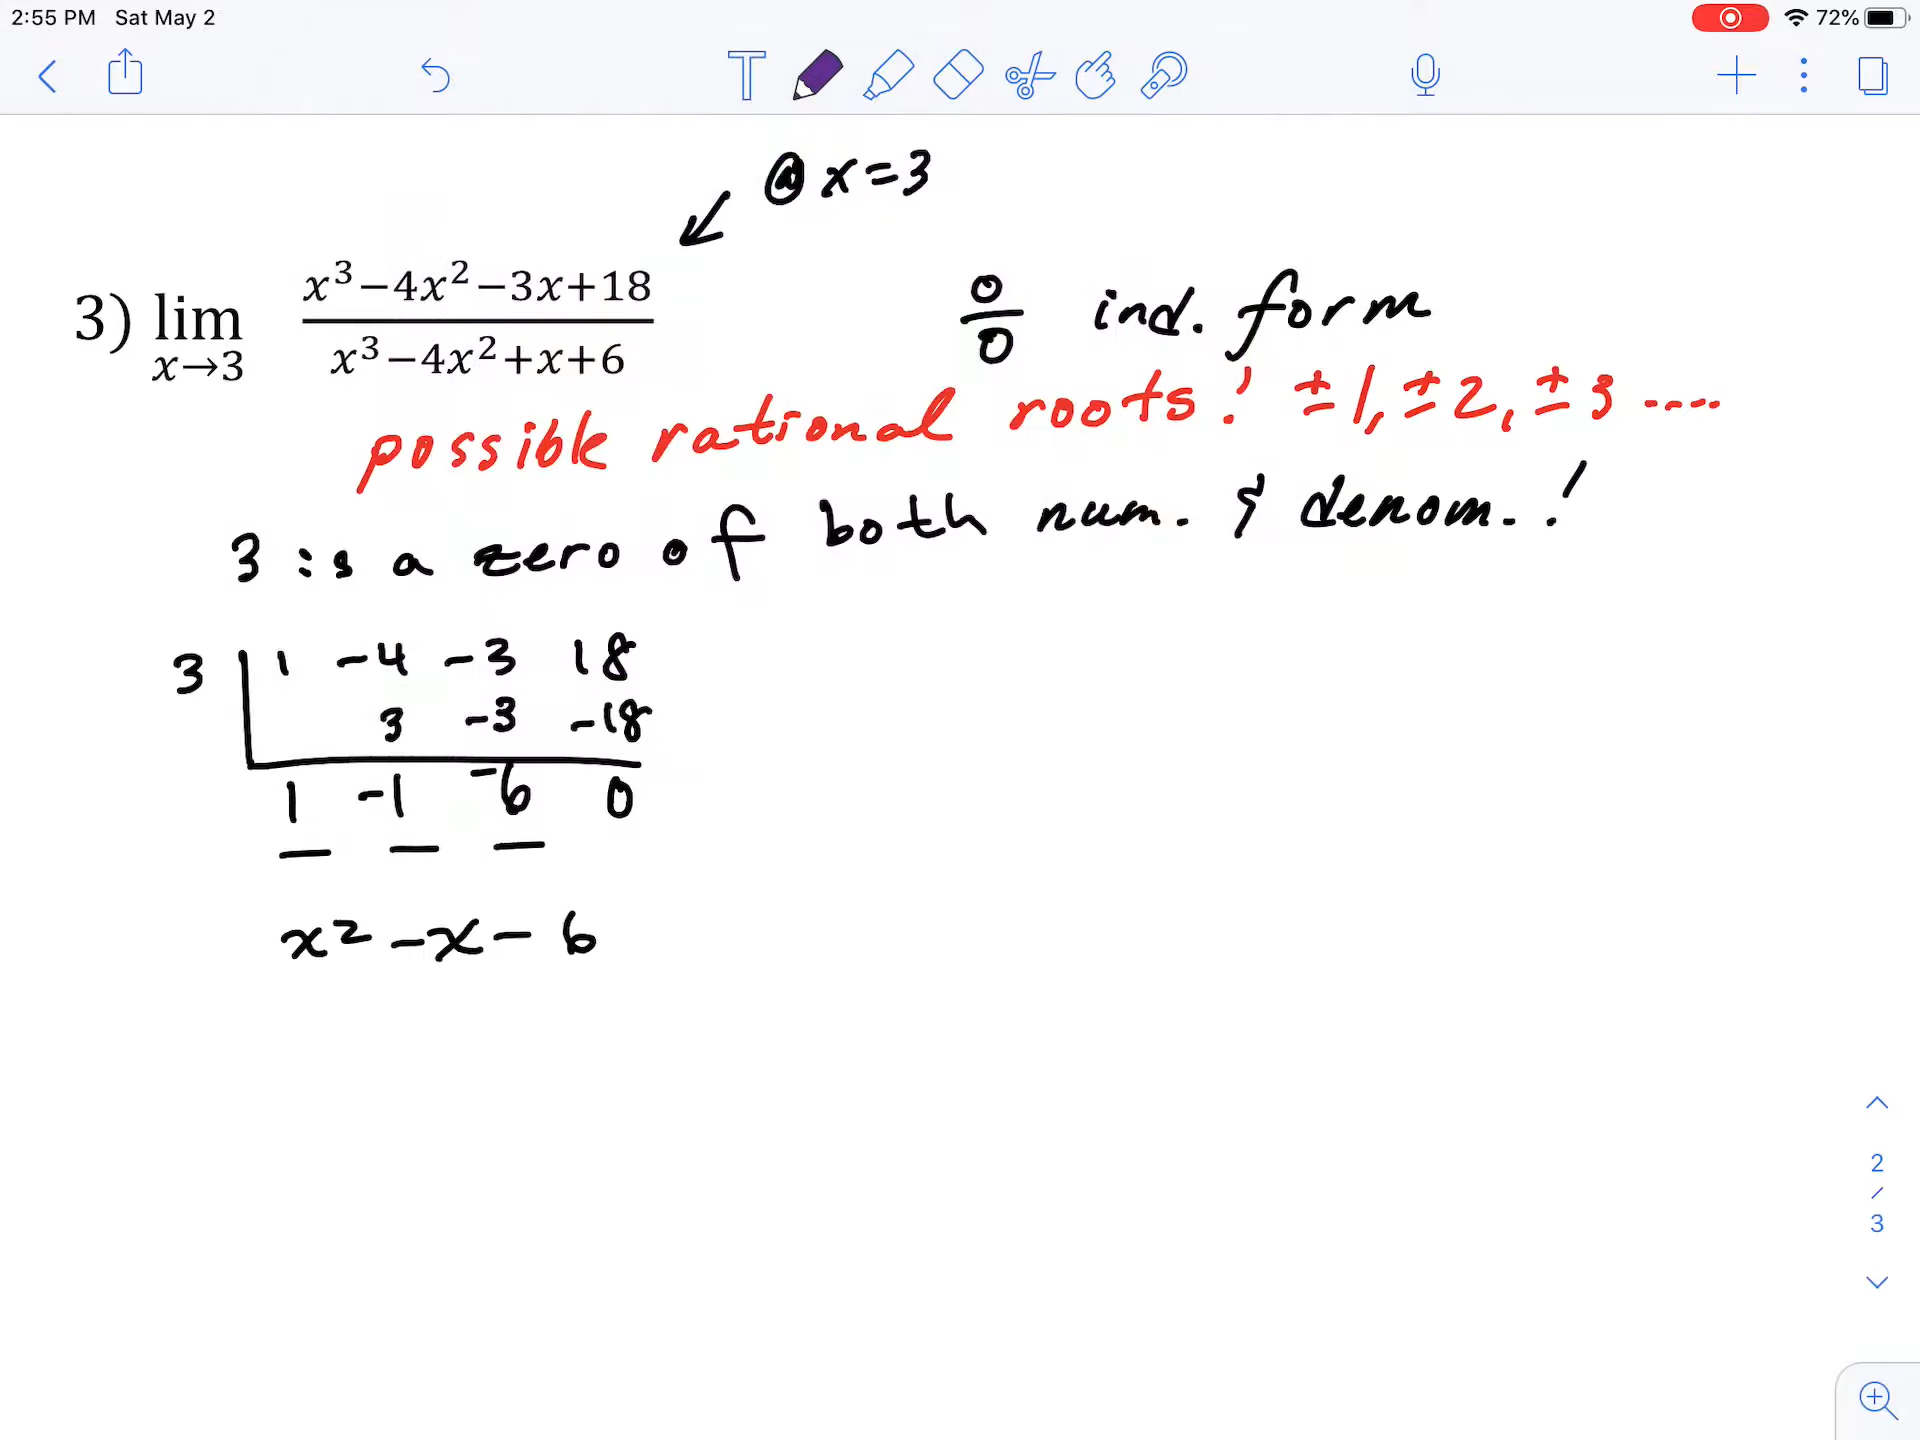 2:55 PM Sat May 2
72%
T
@ x=3
3) lim x→3 x³−4x²−3x+18 / x³−4x²+x+6
0/0 ind. form
possible rational roots: ±1, ±2, ±3 ....
3 is a zero of both num. & denom.!
3 | 1 -4 -3 18
3 -3 -18
1 -1 -6 0
x² - x - 6
2
/
3